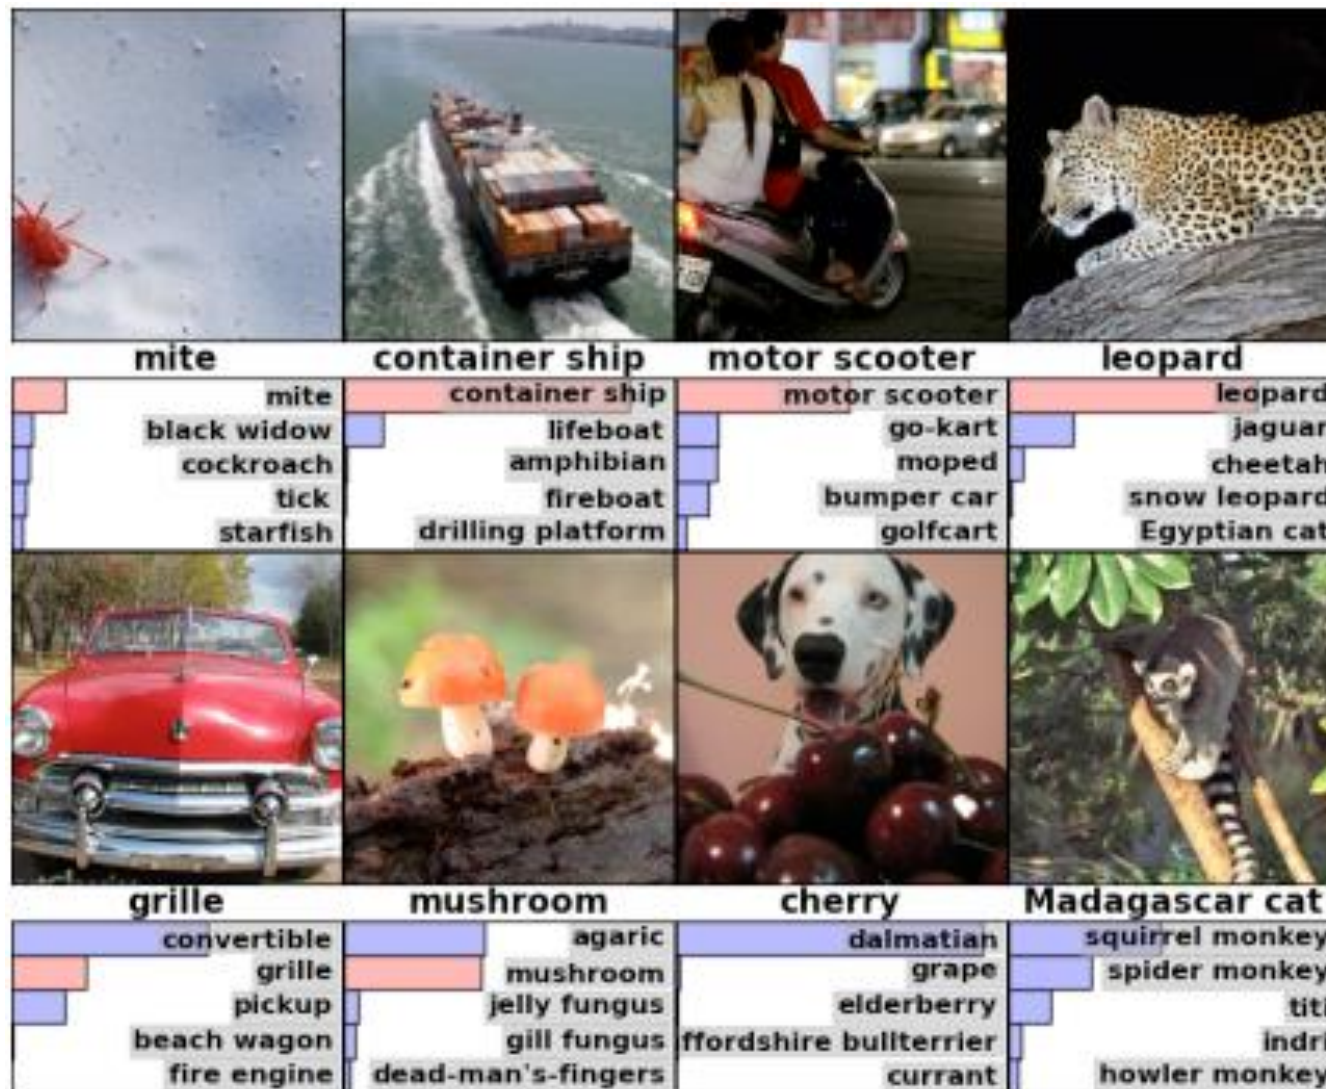 mite container ship motor scooter leopard
mite container ship motor scooter leopard
black widow lifeboat go-kart jaguar
cockroach amphibian moped cheetah
tick fireboat bumper car snow leopard
starfish drilling platform golfcart Egyptian cat
grille mushroom cherry Madagascar cat
convertible agaric dalmatian squirrel monkey
grille mushroom grape spider monkey
pickup jelly fungus elderberry titi
beach wagon gill fungus ffordshire bullterrier indri
fire engine dead-man's-fingers currant howler monkey